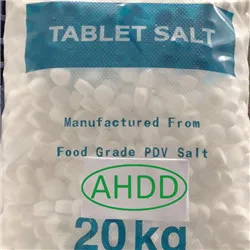 TABLET SALT
Manufactured From
Food Grade PDV Salt
AHDD
20kg